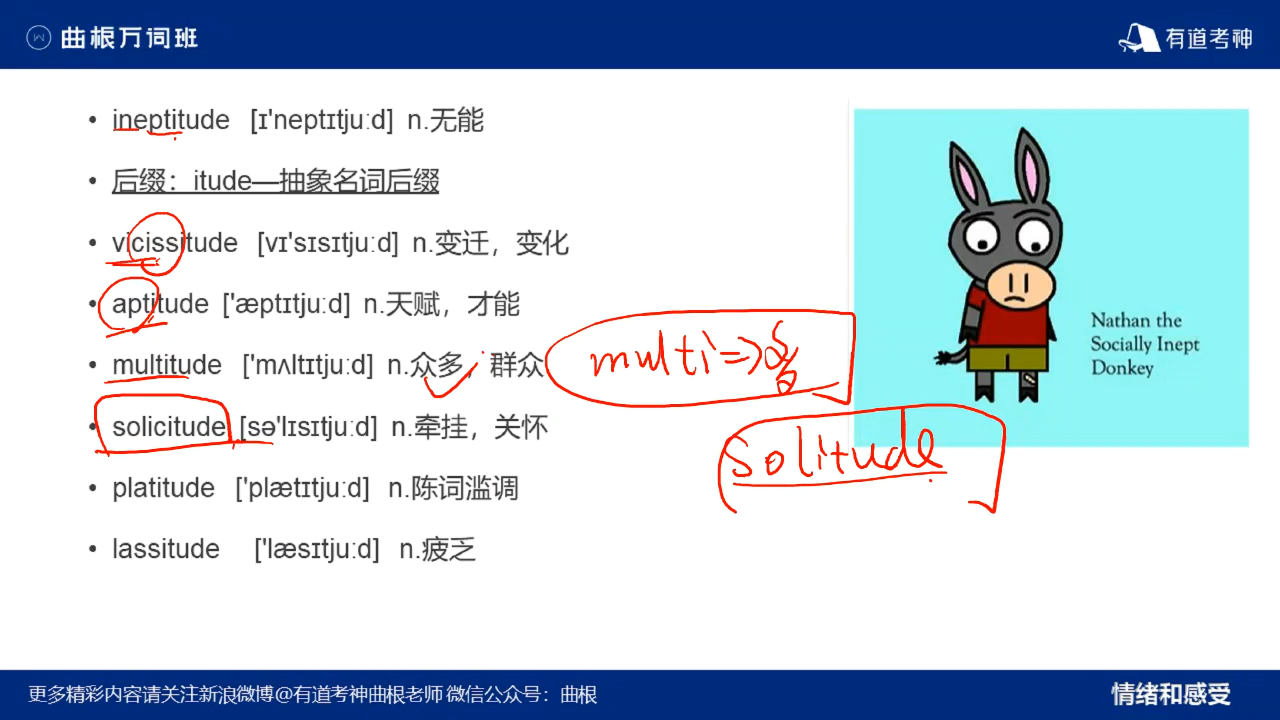 曲根万词班
有道考神
• ineptitude [ɪ'neptɪtjuːd] n.无能
• 后缀：itude—抽象名词后缀
• vicissitude [vɪ'sɪsɪtjuːd] n.变迁，变化
• aptitude ['æptɪtjuːd] n.天赋，才能
• multitude ['mʌltɪtjuːd] n.众多，群众
• solicitude [sə'lɪsɪtjuːd] n.牵挂，关怀
• platitude ['plætɪtjuːd] n.陈词滥调
• lassitude ['læsɪtjuːd] n.疲乏
multi=>多
solitude
Nathan the
Socially Inept
Donkey
更多精彩内容请关注新浪微博@有道考神曲根老师 微信公众号：曲根
情绪和感受